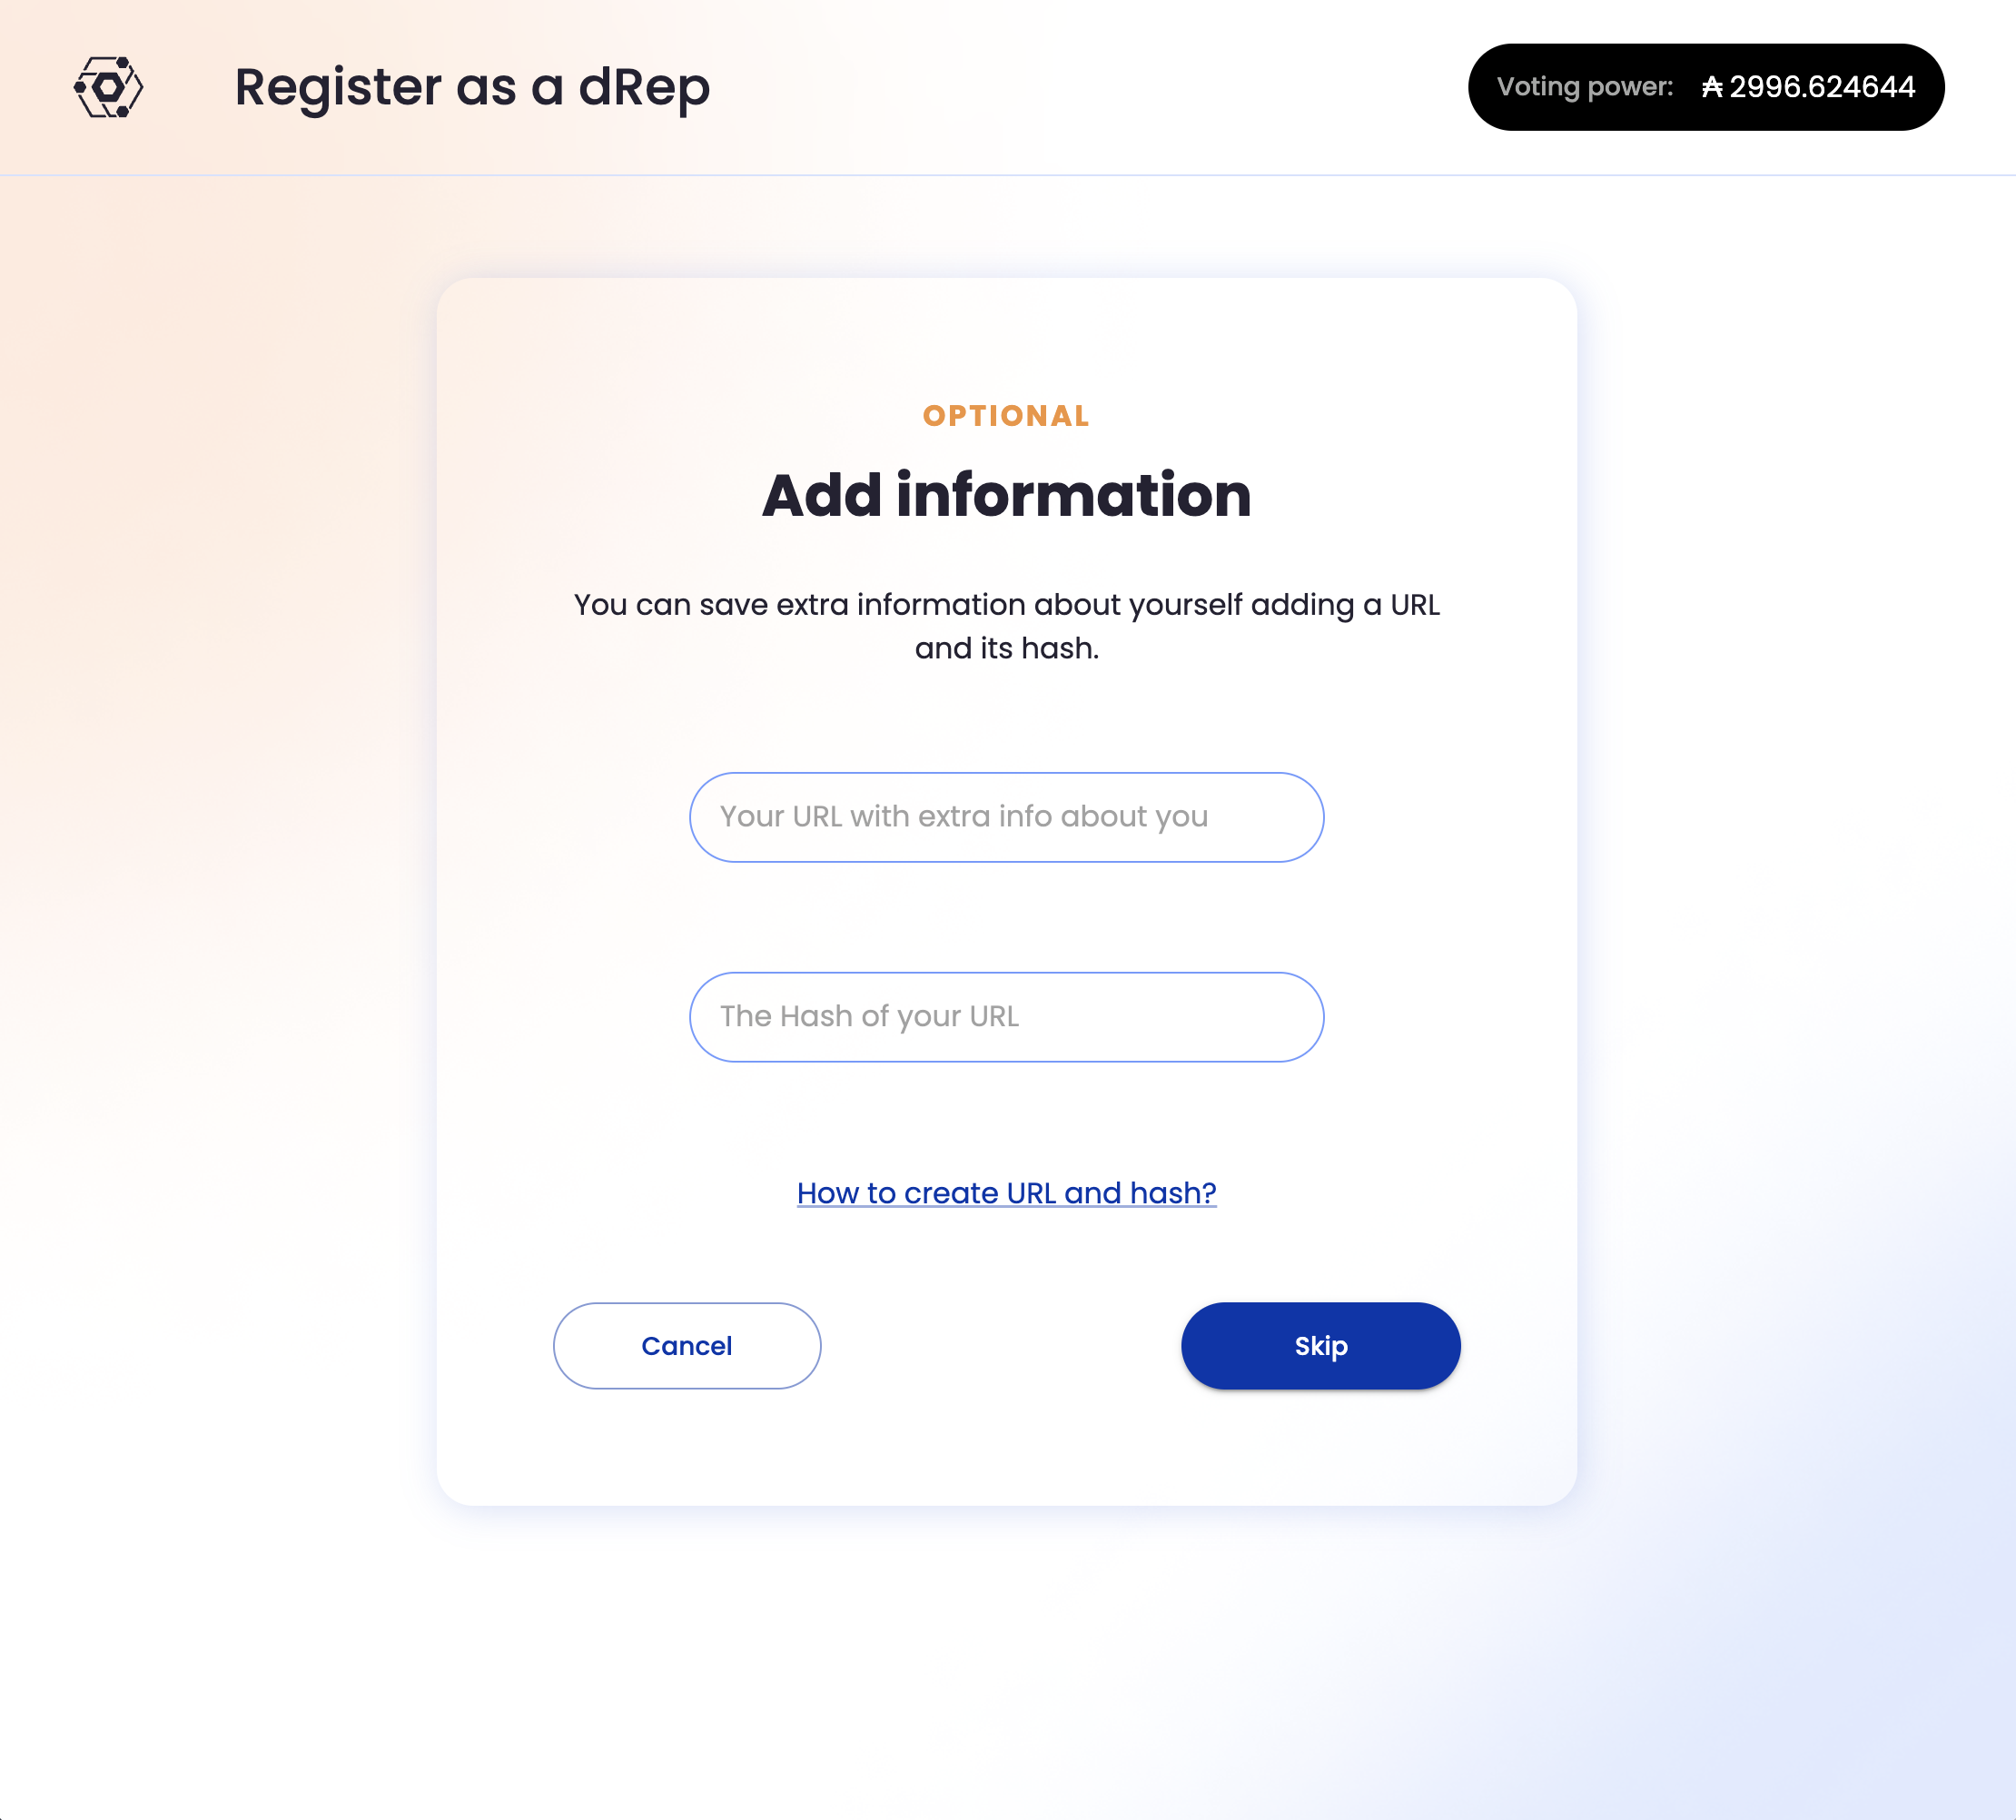 Register as a dRep
Voting power: ₳ 2996.624644
OPTIONAL
Add information
You can save extra information about yourself adding a URL
and its hash.
Your URL with extra info about you
The Hash of your URL
How to create URL and hash?
Cancel
Skip